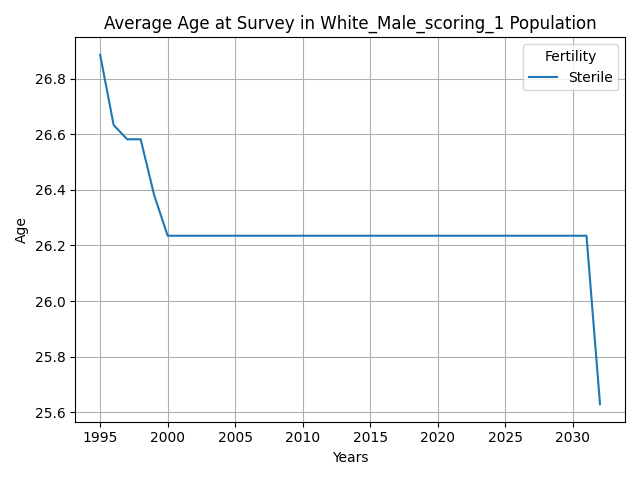 Average Age at Survey in White_Male_scoring_1 Population
Fertility
Sterile
26.8
26.6
26.4
26.2
26.0
25.8
25.6
Age
1995 2000 2005 2010 2015 2020 2025 2030
Years